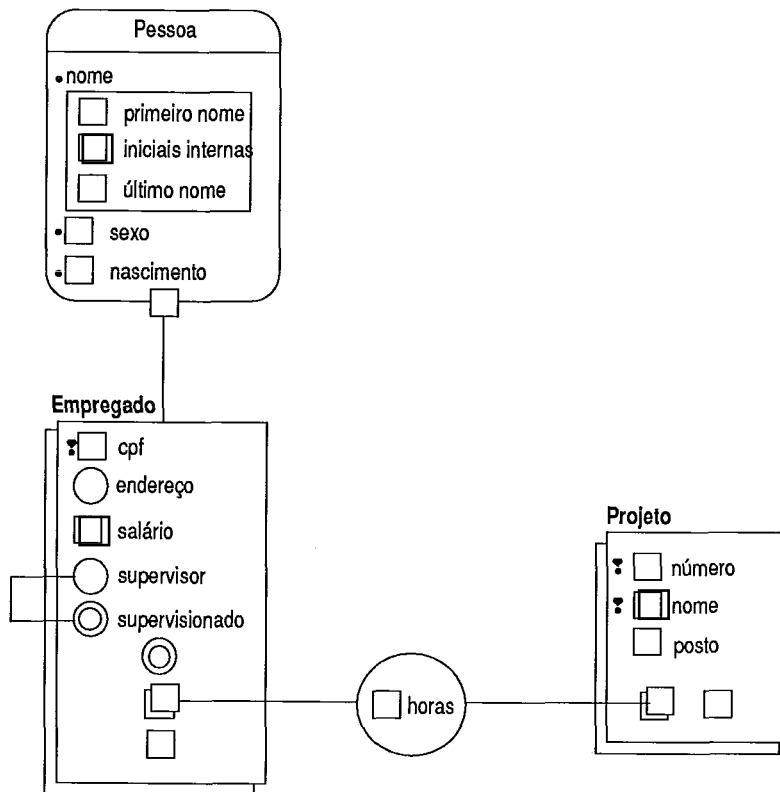 Pessoa
nome
primeiro nome
iniciais internas
último nome
sexo
nascimento
Empregado
cpf
endereço
salário
supervisor
supervisionado
horas
Projeto
número
nome
posto